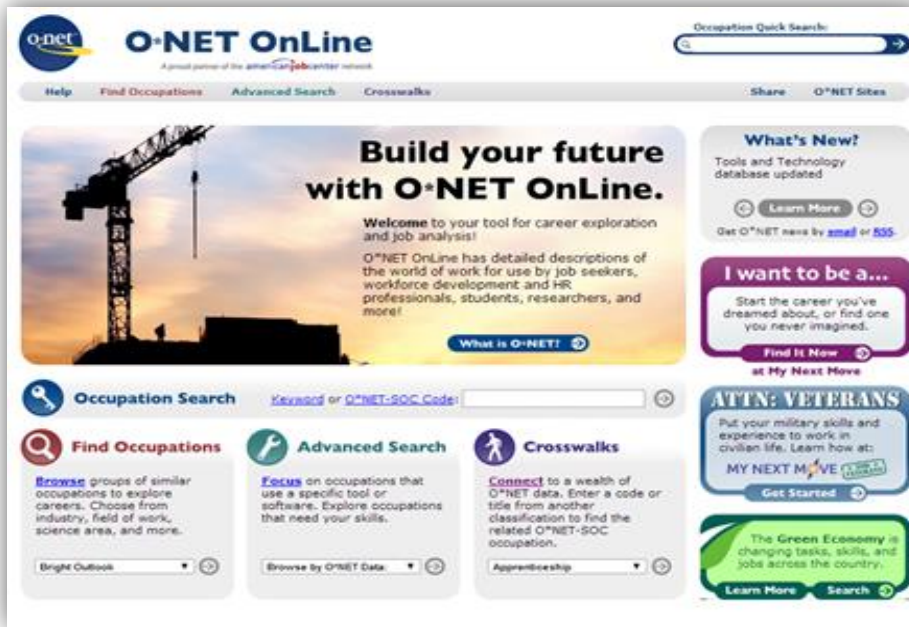 o·net
O*NET OnLine
A proud partner of the americanjobcenter network
Occupation Quick Search:
Help Find Occupations Advanced Search Crosswalks Share O*NET Sites
Build your future
with O*NET OnLine.
Welcome to your tool for career exploration
and job analysis!
O*NET OnLine has detailed descriptions of
the world of work for use by job seekers,
workforce development and HR
professionals, students, researchers, and
more!
What is O*NET?
What's New?
Tools and Technology
database updated
Learn More
Get O*NET news by email or RSS.
I want to be a...
Start the career you've
dreamed about, or find one
you never imagined.
Find It Now
at My Next Move
Occupation Search Keyword or O*NET-SOC Code:
ATTN: VETERANS
Put your military skills and
experience to work in
civilian life. Learn how at:
MY NEXT MOVE
Get Started
Find Occupations
Browse groups of similar
occupations to explore
careers. Choose from
industry, field of work,
science area, and more.
Bright Outlook
Advanced Search
Focus on occupations that
use a specific tool or
software. Explore occupations
that need your skills.
Browse by O*NET Data:
Crosswalks
Connect to a wealth of
O*NET data. Enter a code or
title from another
classification to find the
related O*NET-SOC
occupation.
Apprenticeship
The Green Economy is
changing tasks, skills, and
jobs across the country.
Learn More Search